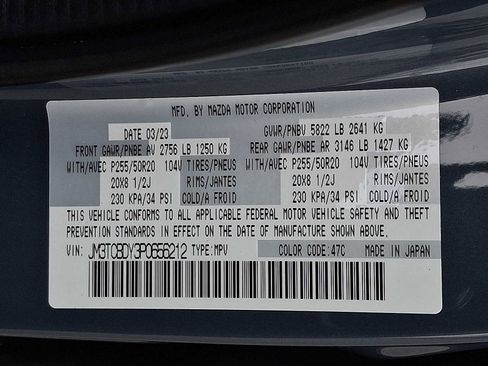 MFD. BY MAZDA MOTOR CORPORATION
DATE 03/23 GVWR/PNBV 5822 LB 2641 KG
FRONT GAWR/PNBE AV 2756 LB 1250 KG REAR GAWR/PNBE AR 3146 LB 1427 KG
WITH/AVEC P255/50R20 104V TIRES/PNEUS WITH/AVEC P255/50R20 104V TIRES/PNEUS
20X8 1/2J RIMS/JANTES 20X8 1/2J RIMS/JANTES
230 KPA/34 PSI COLD/A FROID 230 KPA/34 PSI COLD/A FROID
THIS VEHICLE CONFORMS TO ALL APPLICABLE FEDERAL MOTOR VEHICLE SAFETY AND THEFT
PREVENTION STANDARDS IN EFFECT ON THE DATE OF MANUFACTURE SHOWN ABOVE.
VIN: JM3TCBDY3P0656212 TYPE: MPV COLOR CODE: 47C MADE IN JAPAN